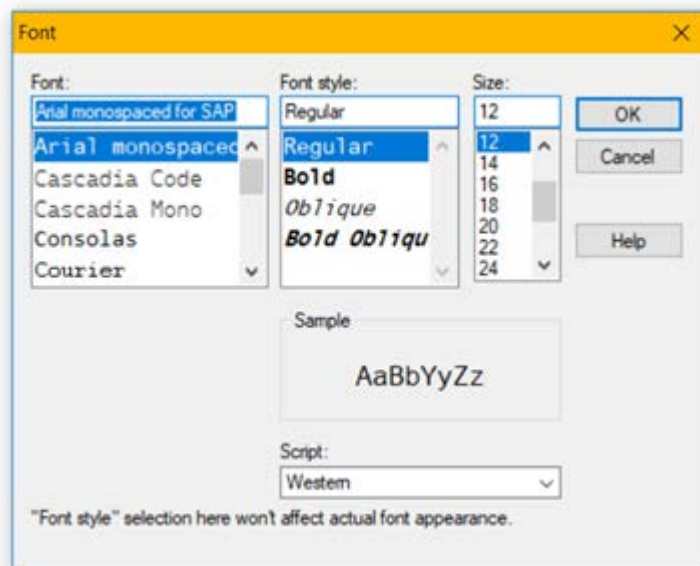 Font
Font:
Font style:
Size:
Arial monospaced for SAP
Regular
12
OK
Arial monospaced
Regular
12
Cascadia Code
Bold
14
Cancel
Cascadia Mono
Oblique
16
Consolas
Bold Obliqu
18
Courier
20
22
24
Help
Sample
AaBbYyZz
Script:
Western
"Font style" selection here won't affect actual font appearance.